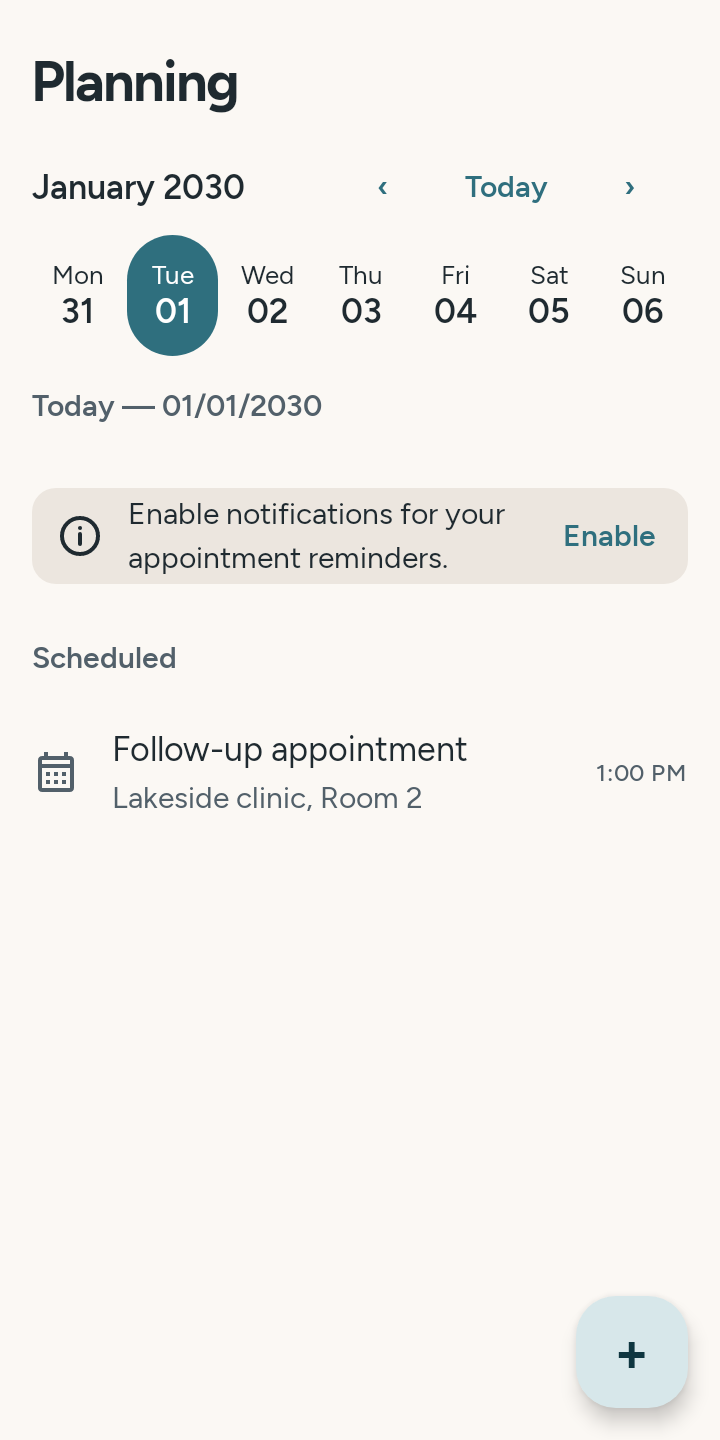 Planning
January 2030 ‹ Today ›
Mon Tue Wed Thu Fri Sat Sun
31 01 02 03 04 05 06
Today — 01/01/2030
Enable notifications for your
appointment reminders.
Enable
Scheduled
Follow-up appointment
Lakeside clinic, Room 2
1:00 PM
+